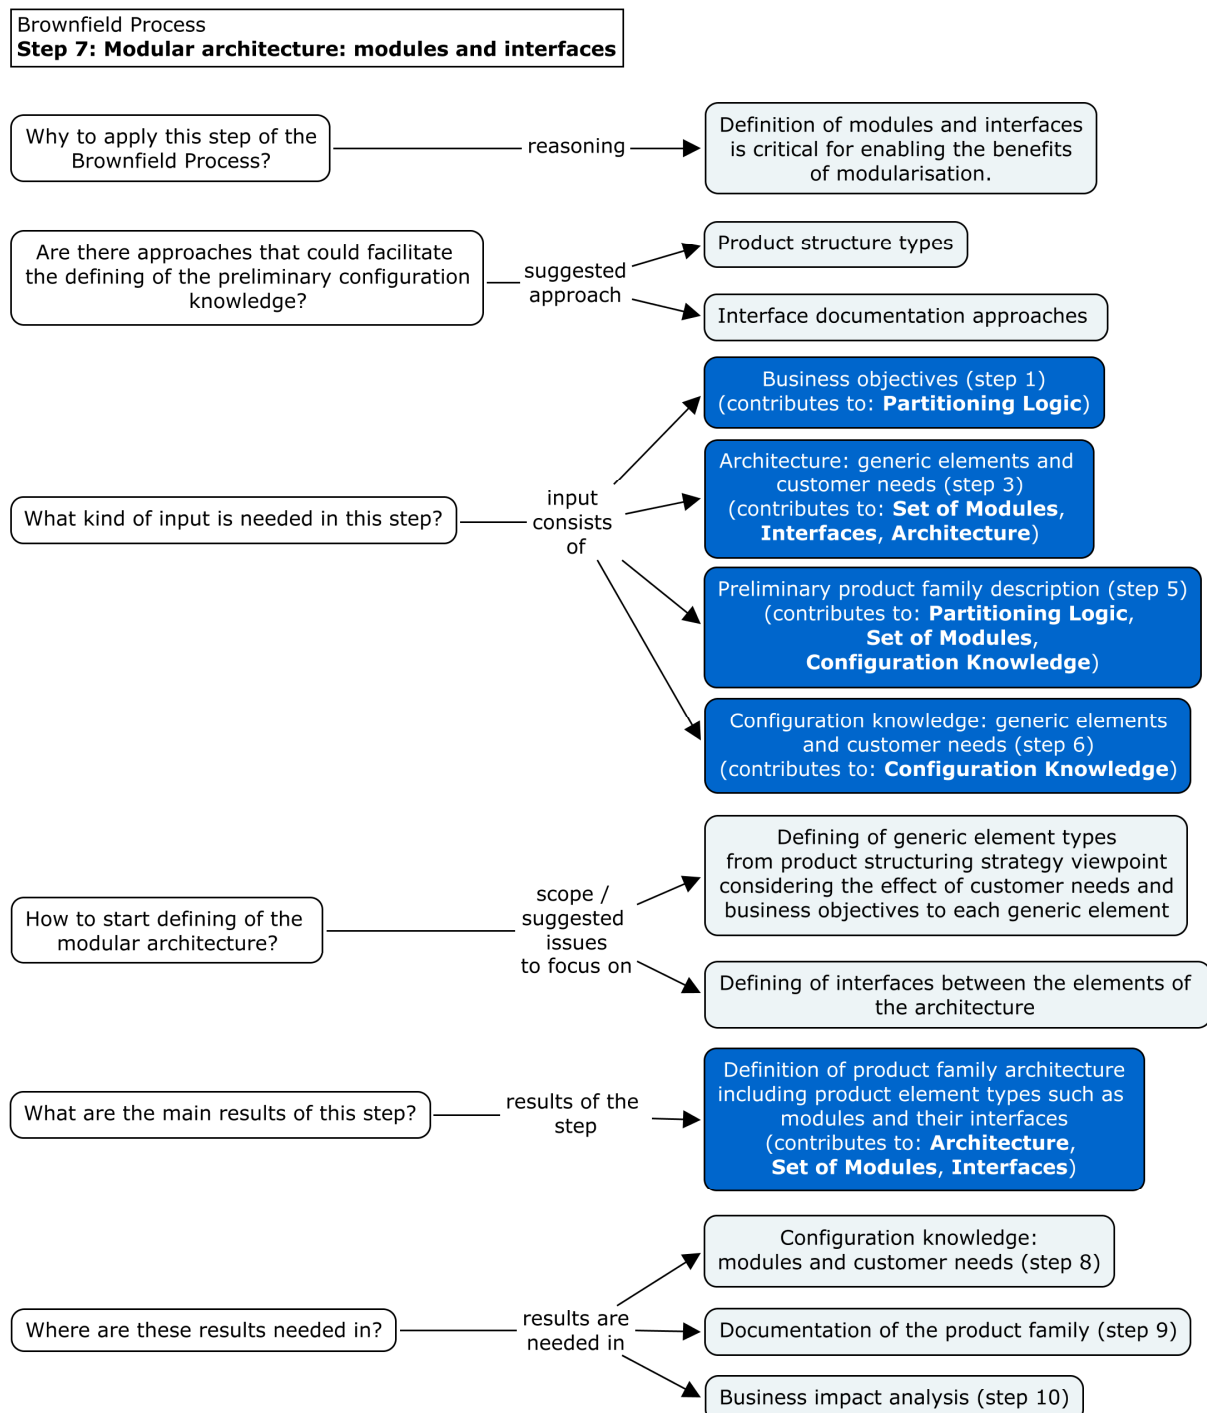 Brownfield Process
Step 7: Modular architecture: modules and interfaces
Why to apply this step of the
Brownfield Process?
reasoning
Definition of modules and interfaces
is critical for enabling the benefits
of modularisation.
Are there approaches that could facilitate
the defining of the preliminary configuration
knowledge?
suggested
approach
Product structure types
Interface documentation approaches
What kind of input is needed in this step?
input
consists
of
Business objectives (step 1)
(contributes to: Partitioning Logic)
Architecture: generic elements and
customer needs (step 3)
(contributes to: Set of Modules,
Interfaces, Architecture)
Preliminary product family description (step 5)
(contributes to: Partitioning Logic,
Set of Modules,
Configuration Knowledge)
Configuration knowledge: generic elements
and customer needs (step 6)
(contributes to: Configuration Knowledge)
How to start defining of the
modular architecture?
scope /
suggested
issues
to focus on
Defining of generic element types
from product structuring strategy viewpoint
considering the effect of customer needs and
business objectives to each generic element
Defining of interfaces between the elements of
the architecture
What are the main results of this step?
results of the
step
Definition of product family architecture
including product element types such as
modules and their interfaces
(contributes to: Architecture,
Set of Modules, Interfaces)
Where are these results needed in?
results are
needed in
Configuration knowledge:
modules and customer needs (step 8)
Documentation of the product family (step 9)
Business impact analysis (step 10)